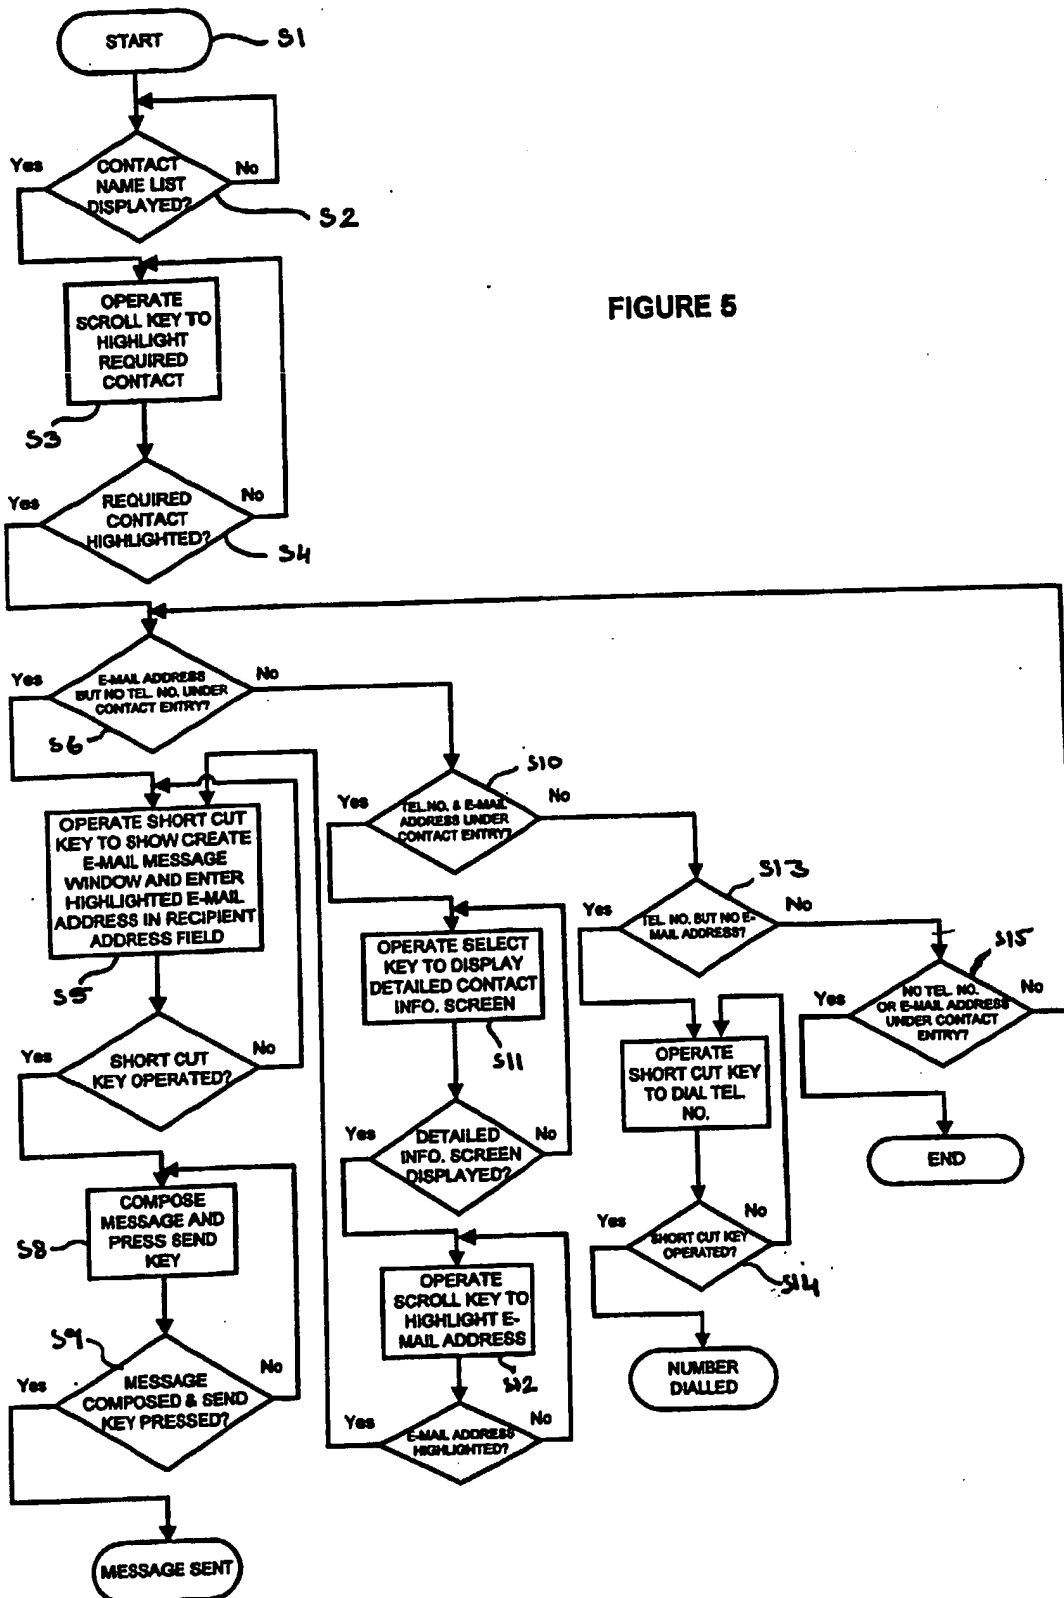 START
S1
Yes
No
CONTACT
NAME LIST
DISPLAYED?
S2
OPERATE
SCROLL KEY TO
HIGHLIGHT
REQUIRED
CONTACT
S3
FIGURE 5
Yes
No
REQUIRED
CONTACT
HIGHLIGHTED?
S4
Yes
No
E-MAIL ADDRESS
BUT NO TEL. NO. UNDER
CONTACT ENTRY?
S6
OPERATE SHORT CUT
KEY TO SHOW CREATE
E-MAIL MESSAGE
WINDOW AND ENTER
HIGHLIGHTED E-MAIL
ADDRESS IN RECIPIENT
ADDRESS FIELD
S5
Yes
No
SHORT CUT
KEY OPERATED?
COMPOSE
MESSAGE AND
PRESS SEND
KEY
S8
S9
Yes
No
MESSAGE
COMPOSED & SEND
KEY PRESSED?
MESSAGE SENT
S10
Yes
No
TEL.NO. & E-MAIL
ADDRESS UNDER
CONTACT ENTRY?
OPERATE SELECT
KEY TO DISPLAY
DETAILED CONTACT
INFO. SCREEN
S11
Yes
No
DETAILED
INFO. SCREEN
DISPLAYED?
OPERATE
SCROLL KEY TO
HIGHLIGHT E-
MAIL ADDRESS
S12
Yes
No
E-MAIL ADDRESS
HIGHLIGHTED?
S13
Yes
No
TEL. NO. BUT NO E-
MAIL ADDRESS?
OPERATE
SHORT CUT KEY
TO DIAL TEL.
NO.
Yes
No
SHORT CUT KEY
OPERATED?
S14
NUMBER
DIALLED
S15
Yes
No
NO TEL. NO.
OR E-MAIL ADDRESS
UNDER CONTACT
ENTRY?
END